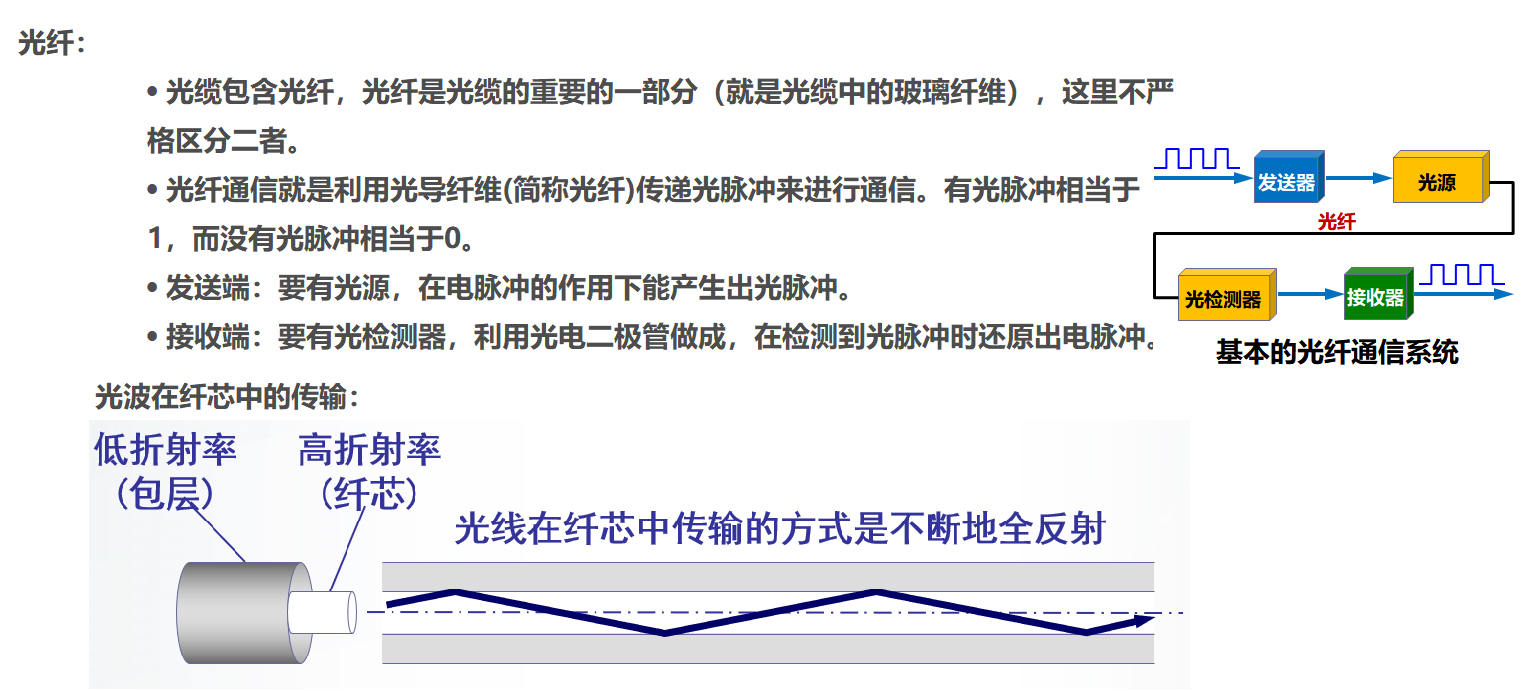 光纤：
• 光缆包含光纤，光纤是光缆的重要的一部分（就是光缆中的玻璃纤维），这里不严
格区分二者。
• 光纤通信就是利用光导纤维(简称光纤)传递光脉冲来进行通信。有光脉冲相当于
1，而没有光脉冲相当于0。
• 发送端：要有光源，在电脉冲的作用下能产生出光脉冲。
• 接收端：要有光检测器，利用光电二极管做成，在检测到光脉冲时还原出电脉冲。
发送器
光源
光纤
光检测器
接收器
基本的光纤通信系统
光波在纤芯中的传输：
低折射率
（包层）
高折射率
（纤芯）
光线在纤芯中传输的方式是不断地全反射